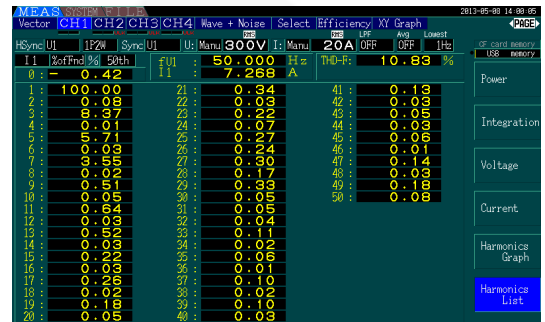 MEAS SYSTEM FILE 2013-05-08 14:00:05
Vector CH1 CH2 CH3 CH4 Wave + Noise Select Efficiency XY Graph PAGE
RMS RMS LPF Avg Lowest
HSync U1 1P2W Sync U1 U: Manu 300V I: Manu 20A OFF OFF 1Hz
CF card memory
USB memory
I1 %ofFnd % 50th fU1 : 50.000 Hz THD-F: 10.83 %
0 : - 0.42 I1 : 7.268 A
1 : 100.00 21 : 0.34 41 : 0.13
2 : 0.08 22 : 0.03 42 : 0.03
3 : 8.37 23 : 0.22 43 : 0.05
4 : 0.01 24 : 0.07 44 : 0.03
5 : 5.71 25 : 0.27 45 : 0.06
6 : 0.03 26 : 0.24 46 : 0.01
7 : 3.55 27 : 0.30 47 : 0.14
8 : 0.02 28 : 0.17 48 : 0.03
9 : 0.51 29 : 0.33 49 : 0.18
10 : 0.05 30 : 0.05 50 : 0.08
11 : 0.64 31 : 0.05
12 : 0.03 32 : 0.04
13 : 0.52 33 : 0.11
14 : 0.03 34 : 0.02
15 : 0.22 35 : 0.06
16 : 0.03 36 : 0.01
17 : 0.26 37 : 0.10
18 : 0.02 38 : 0.02
19 : 0.18 39 : 0.10
20 : 0.05 40 : 0.03
Power
Integration
Voltage
Current
Harmonics
Graph
Harmonics
List